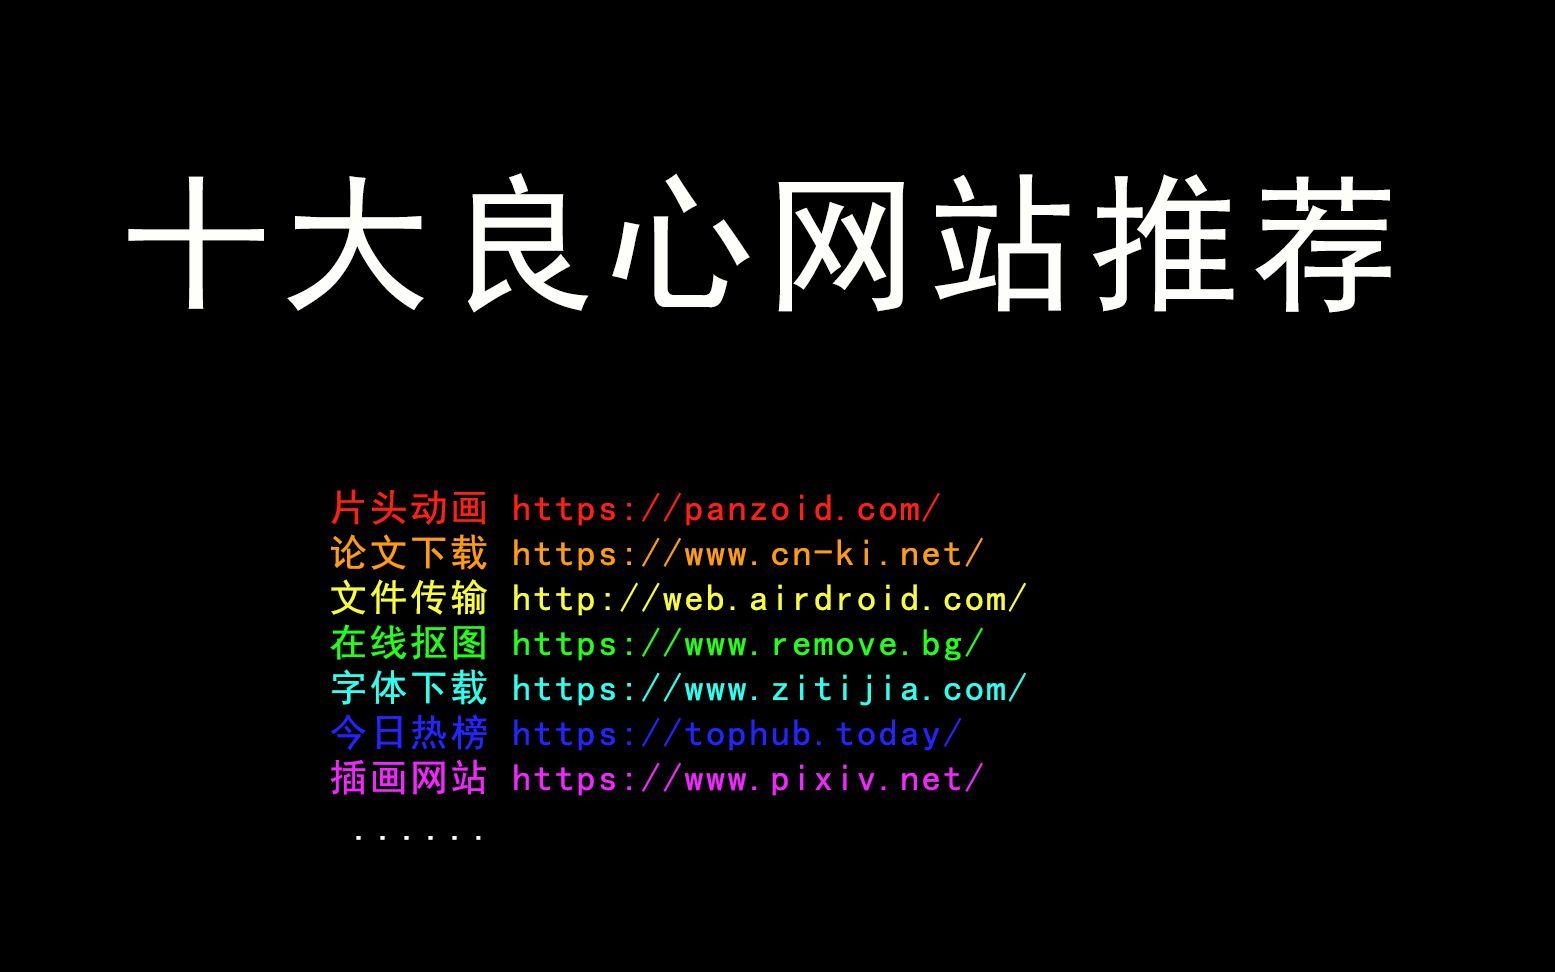 十大良心网站推荐
片头动画 https://panzoid.com/
论文下载 https://www.cn-ki.net/
文件传输 http://web.airdroid.com/
在线抠图 https://www.remove.bg/
字体下载 https://www.zitijia.com/
今日热榜 https://tophub.today/
插画网站 https://www.pixiv.net/
......